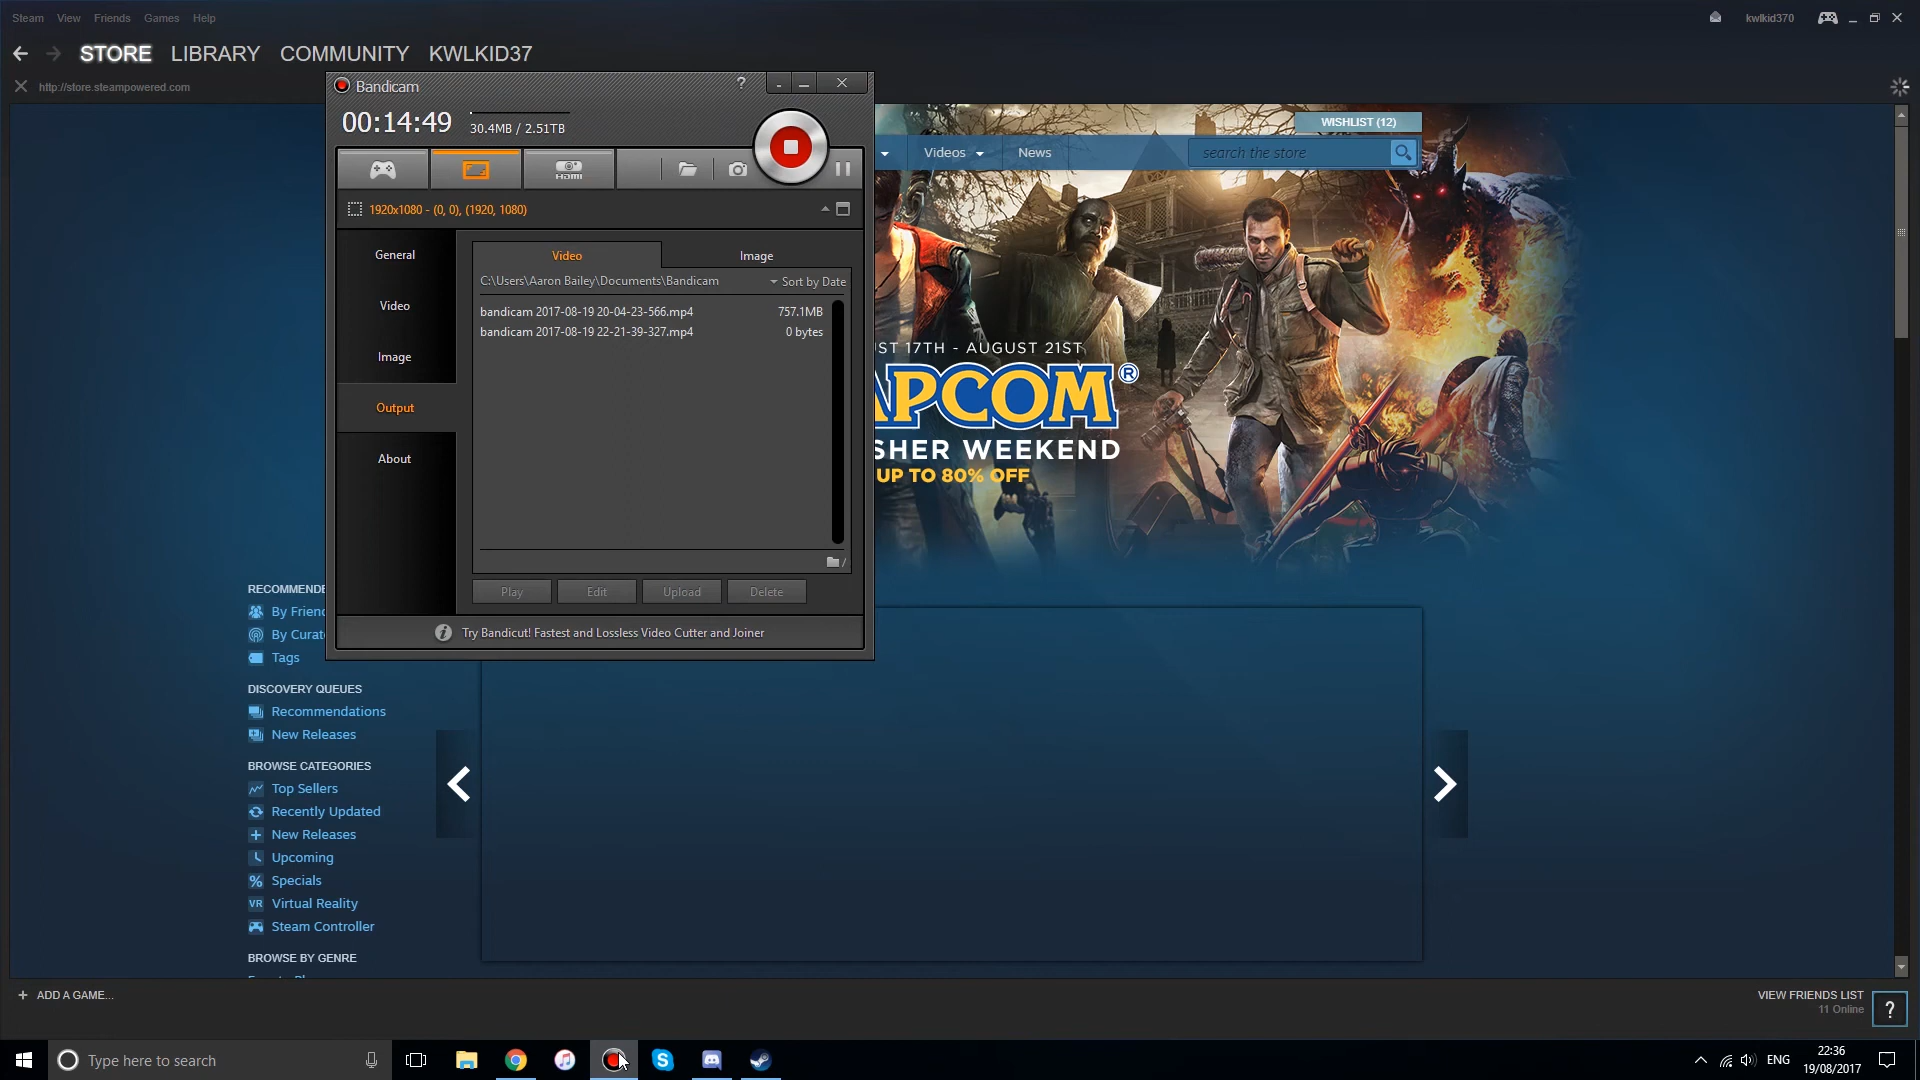 Steam View Friends Games Help
kwlkid370
STORE LIBRARY COMMUNITY KWLKID37
http://store.steampowered.com
Bandicam
?
00:14:49
30.4MB / 2.51TB
HDMI
1920x1080 - (0, 0), (1920, 1080)
General
Video
Image
Output
About
Video Image
C:\Users\Aaron Bailey\Documents\Bandicam
Sort by Date
bandicam 2017-08-19 20-04-23-566.mp4 757.1MB
bandicam 2017-08-19 22-21-39-327.mp4 0 bytes
Play Edit Upload Delete
Try Bandicut! Fastest and Lossless Video Cutter and Joiner
WISHLIST (12)
Videos News
search the store
ST 17TH - AUGUST 21ST
APCOM®
SHER WEEKEND
UP TO 80% OFF
RECOMMENDE
By Frien
By Curat
Tags
DISCOVERY QUEUES
Recommendations
New Releases
BROWSE CATEGORIES
Top Sellers
Recently Updated
New Releases
Upcoming
Specials
VR Virtual Reality
Steam Controller
BROWSE BY GENRE
+ ADD A GAME...
VIEW FRIENDS LIST
11 Online
?
Type here to search
ENG
22:36
19/08/2017